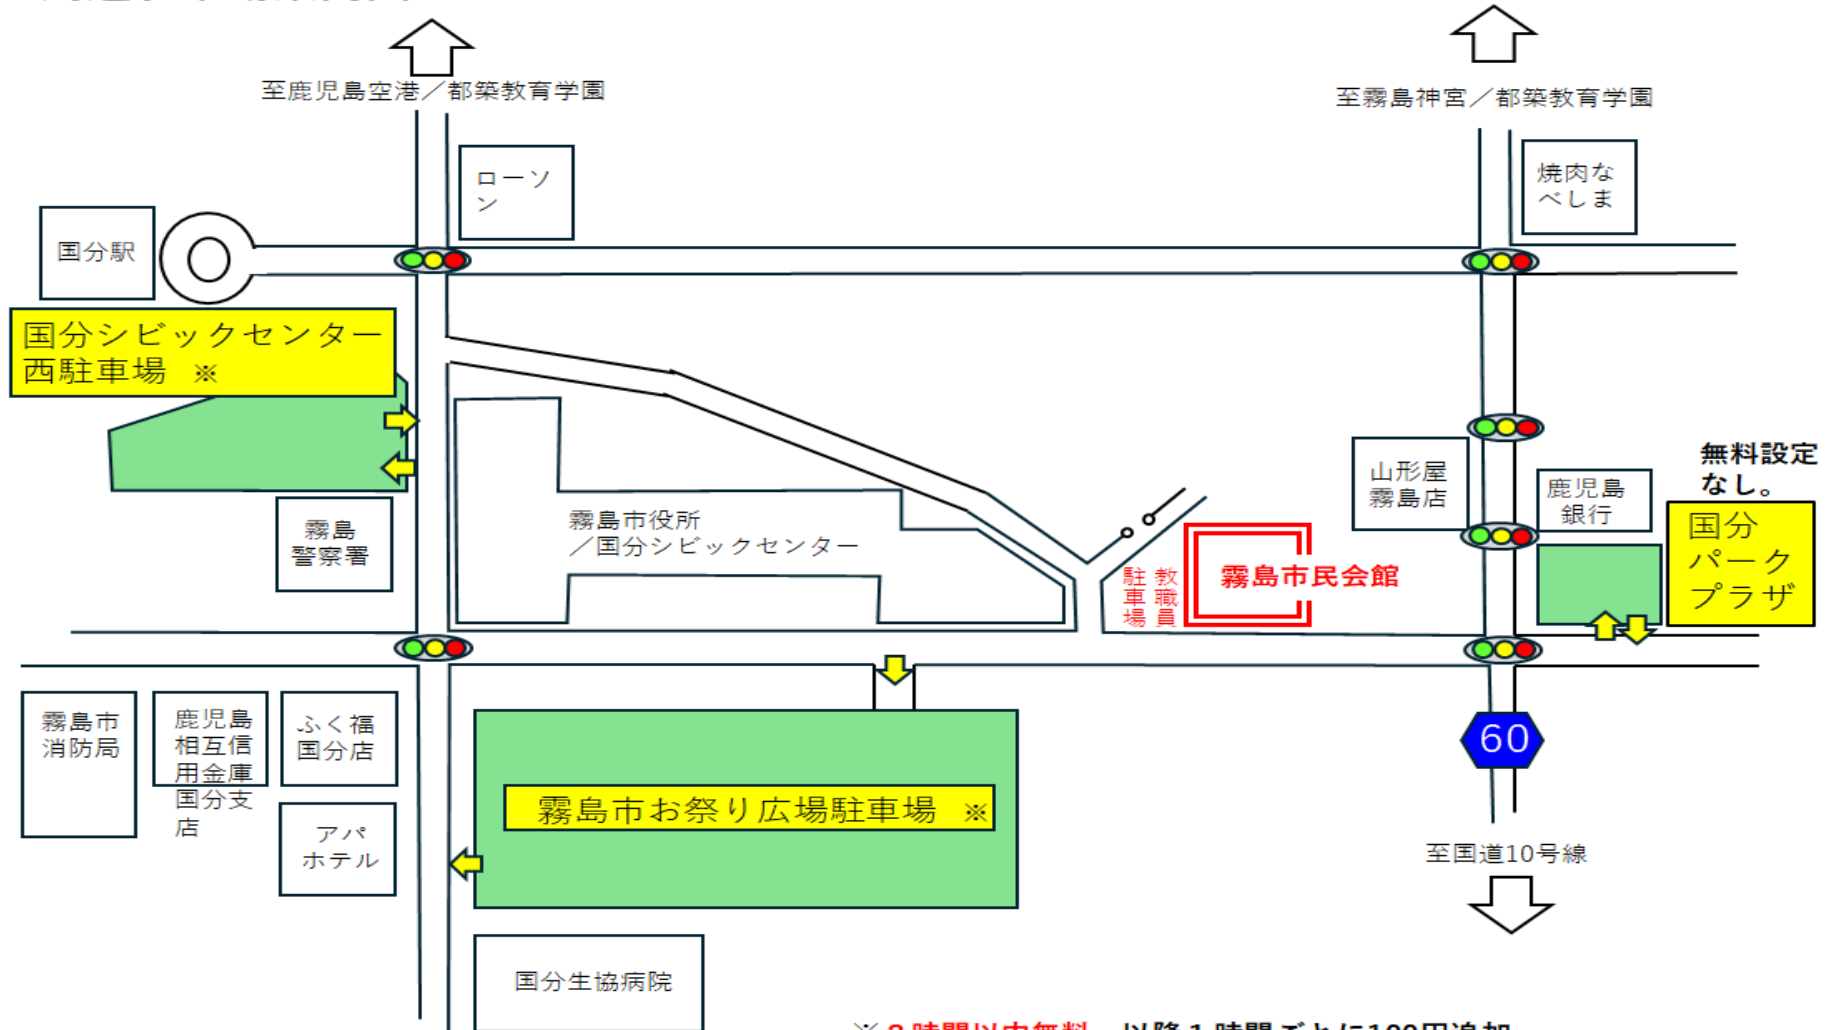 至鹿児島空港／都築教育学園
至霧島神宮／都築教育学園
ローソ
ン
焼肉な
べしま
国分駅
国分シビックセンター
西駐車場 ※
山形屋
霧島店
鹿児島
銀行
無料設定
なし。
国分
パーク
プラザ
霧島
警察署
霧島市役所
／国分シビックセンター
教職員
駐車場
霧島市民会館
霧島市
消防局
鹿児島
相互信
用金庫
国分支
店
ふく福
国分店
アパ
ホテル
霧島市お祭り広場駐車場 ※
60
至国道10号線
国分生協病院